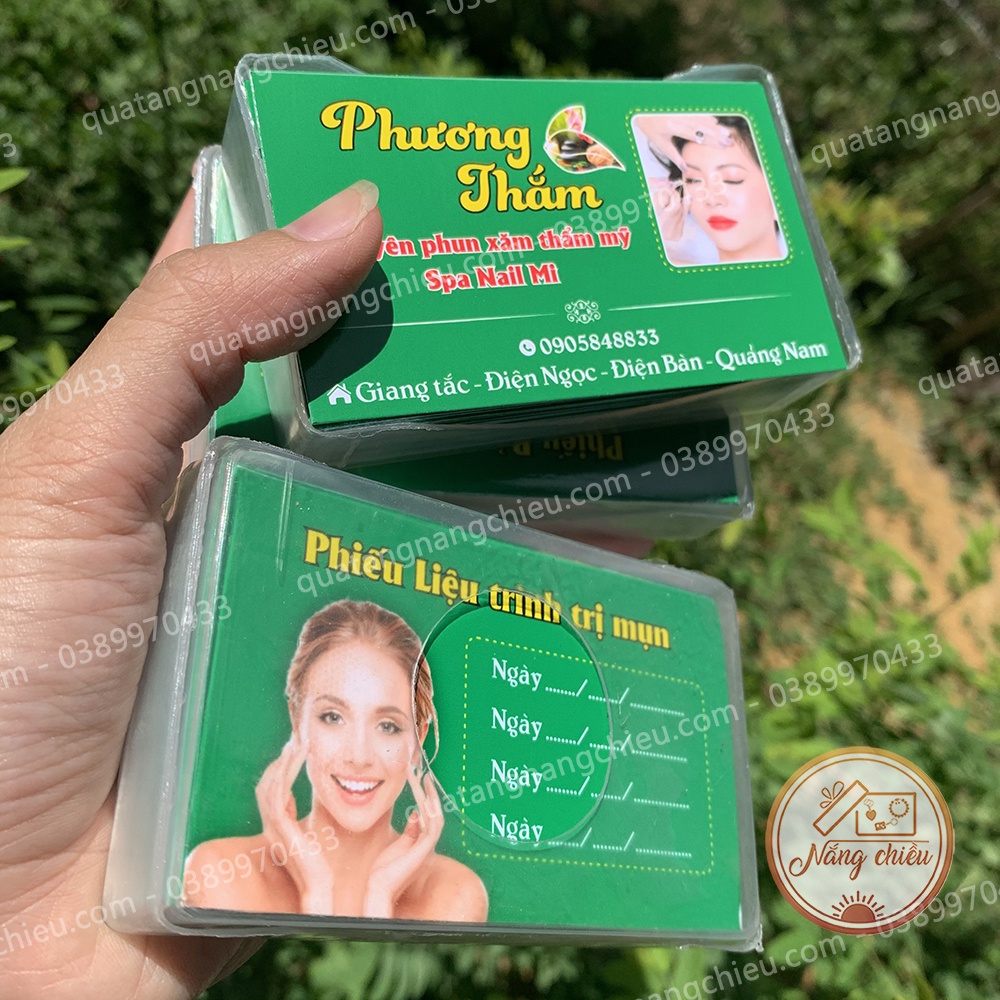 Phương
Thắm
yên phun xăm thẩm mỹ
Spa Nail Mi
0905848833
Giang tắc - Điện Ngọc - Điện Bàn - Quảng Nam
Phiếu
Phiếu Liệu trình trị mụn
Ngày......./....../............
Ngày......./....../............
Ngày......./....../............
Ngày......./....../............
Nắng chiều
quatangnangchieu.com - 0389970433